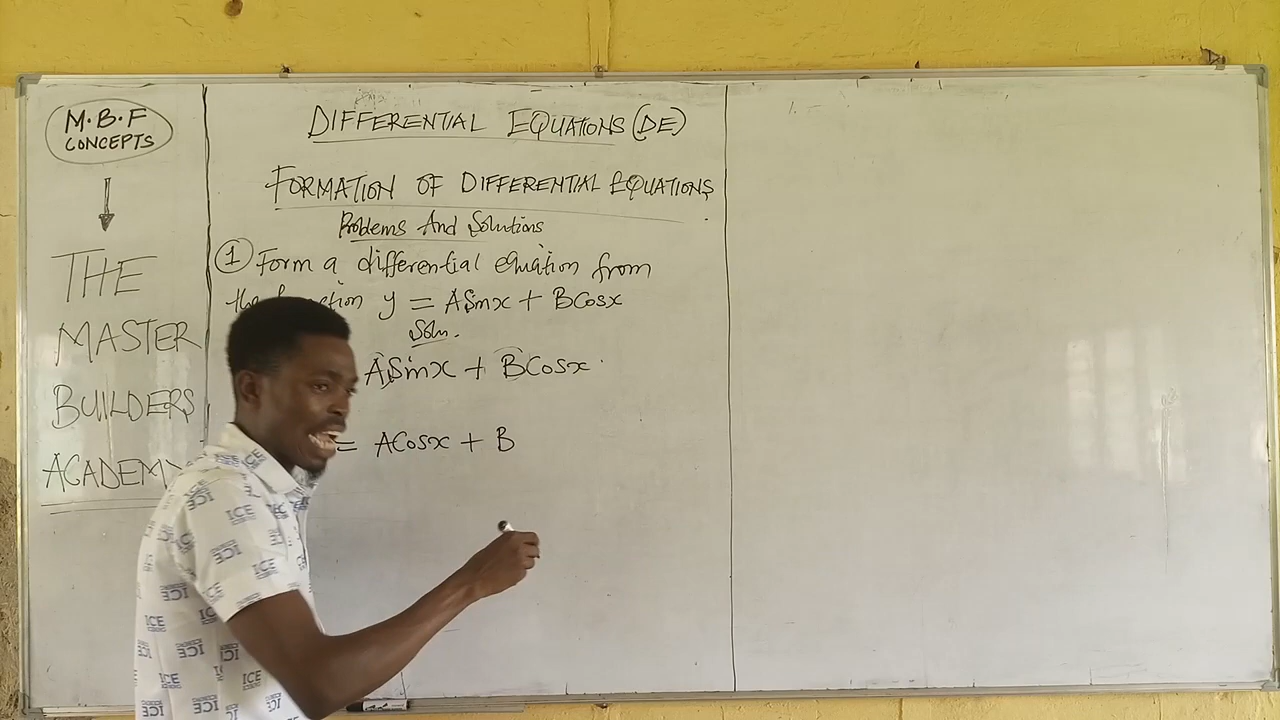 M.B.F
CONCEPTS
THE
MASTER
BUILDERS
ACADEMY
DIFFERENTIAL EQUATIONS (DE)
FORMATION OF DIFFERENTIAL EQUATIONS
Problems And Solutions
① Form a differential equation from
the function y = ASinx + BCosx
Soln.
ASinx + BCosx
= ACosx + B
ICE